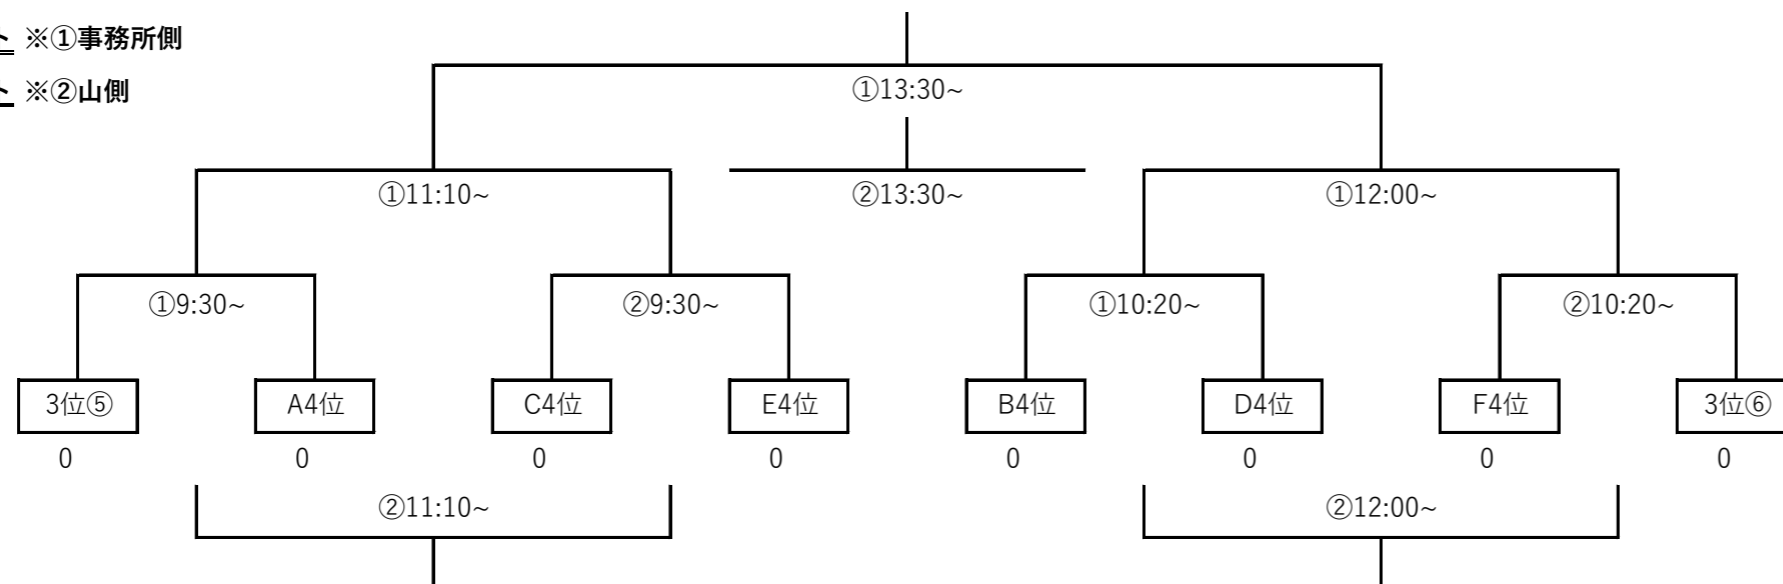 ト ※①事務所側
ト ※②山側
①13:30~
①11:10~ ②13:30~ ①12:00~
①9:30~ ②9:30~ ①10:20~ ②10:20~
3位⑤ A4位 C4位 E4位 B4位 D4位 F4位 3位⑥
0 0 0 0 0 0 0 0
②11:10~ ②12:00~